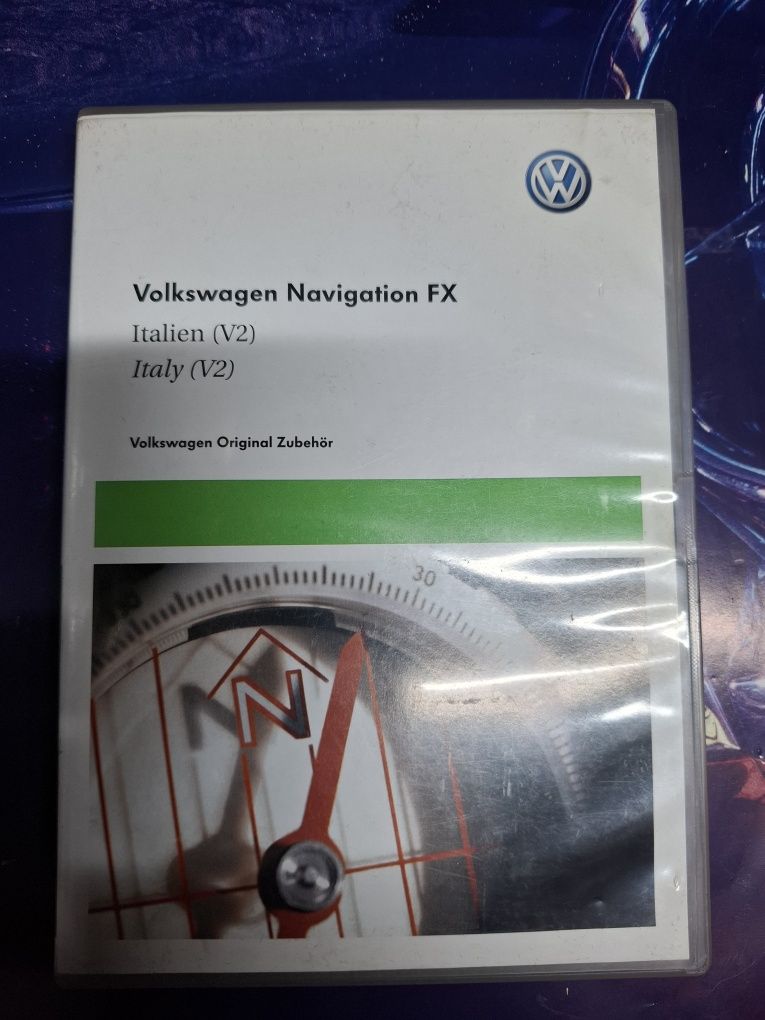 Volkswagen Navigation FX
Italien (V2)
Italy (V2)
Volkswagen Original Zubehör
30
N